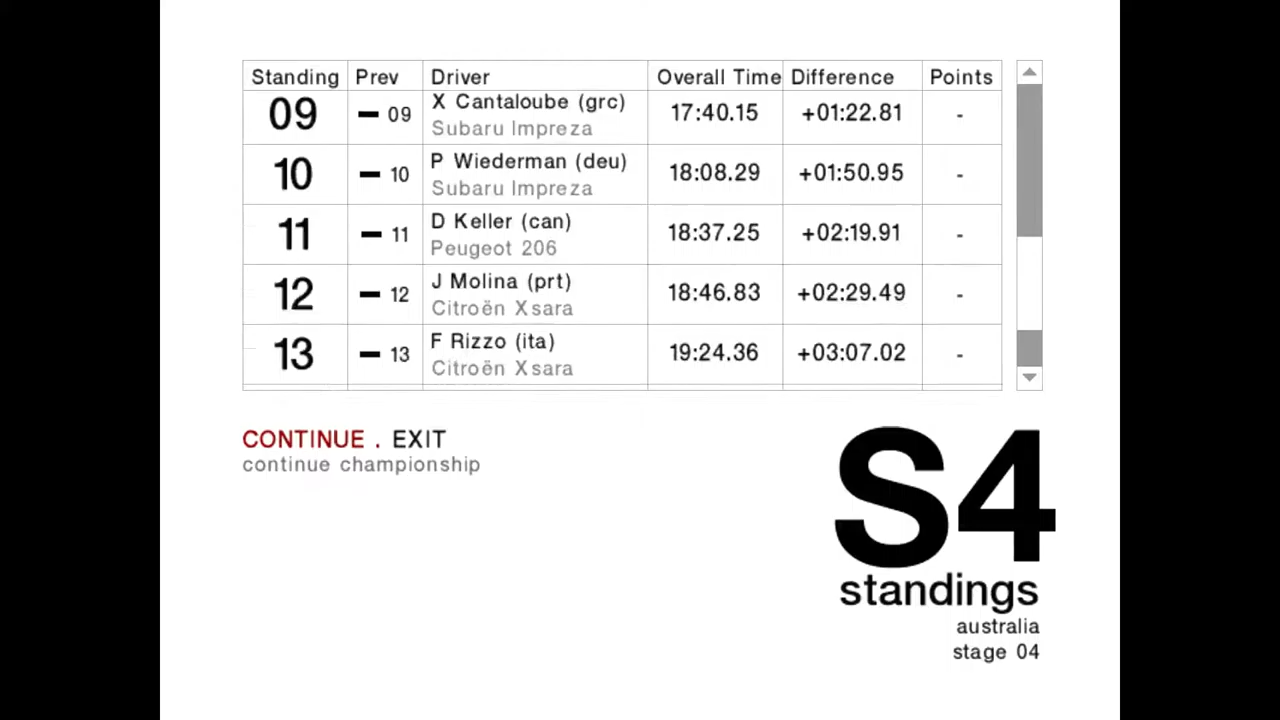 Standing Prev Driver Overall Time Difference Points
09 – 09 X Cantaloube (grc) 17:40.15 +01:22.81 -
Subaru Impreza
10 – 10 P Wiederman (deu) 18:08.29 +01:50.95 -
Subaru Impreza
11 – 11 D Keller (can) 18:37.25 +02:19.91 -
Peugeot 206
12 – 12 J Molina (prt) 18:46.83 +02:29.49 -
Citroën Xsara
13 – 13 F Rizzo (ita) 19:24.36 +03:07.02 -
Citroën Xsara
CONTINUE . EXIT
continue championship
S4
standings
australia
stage 04